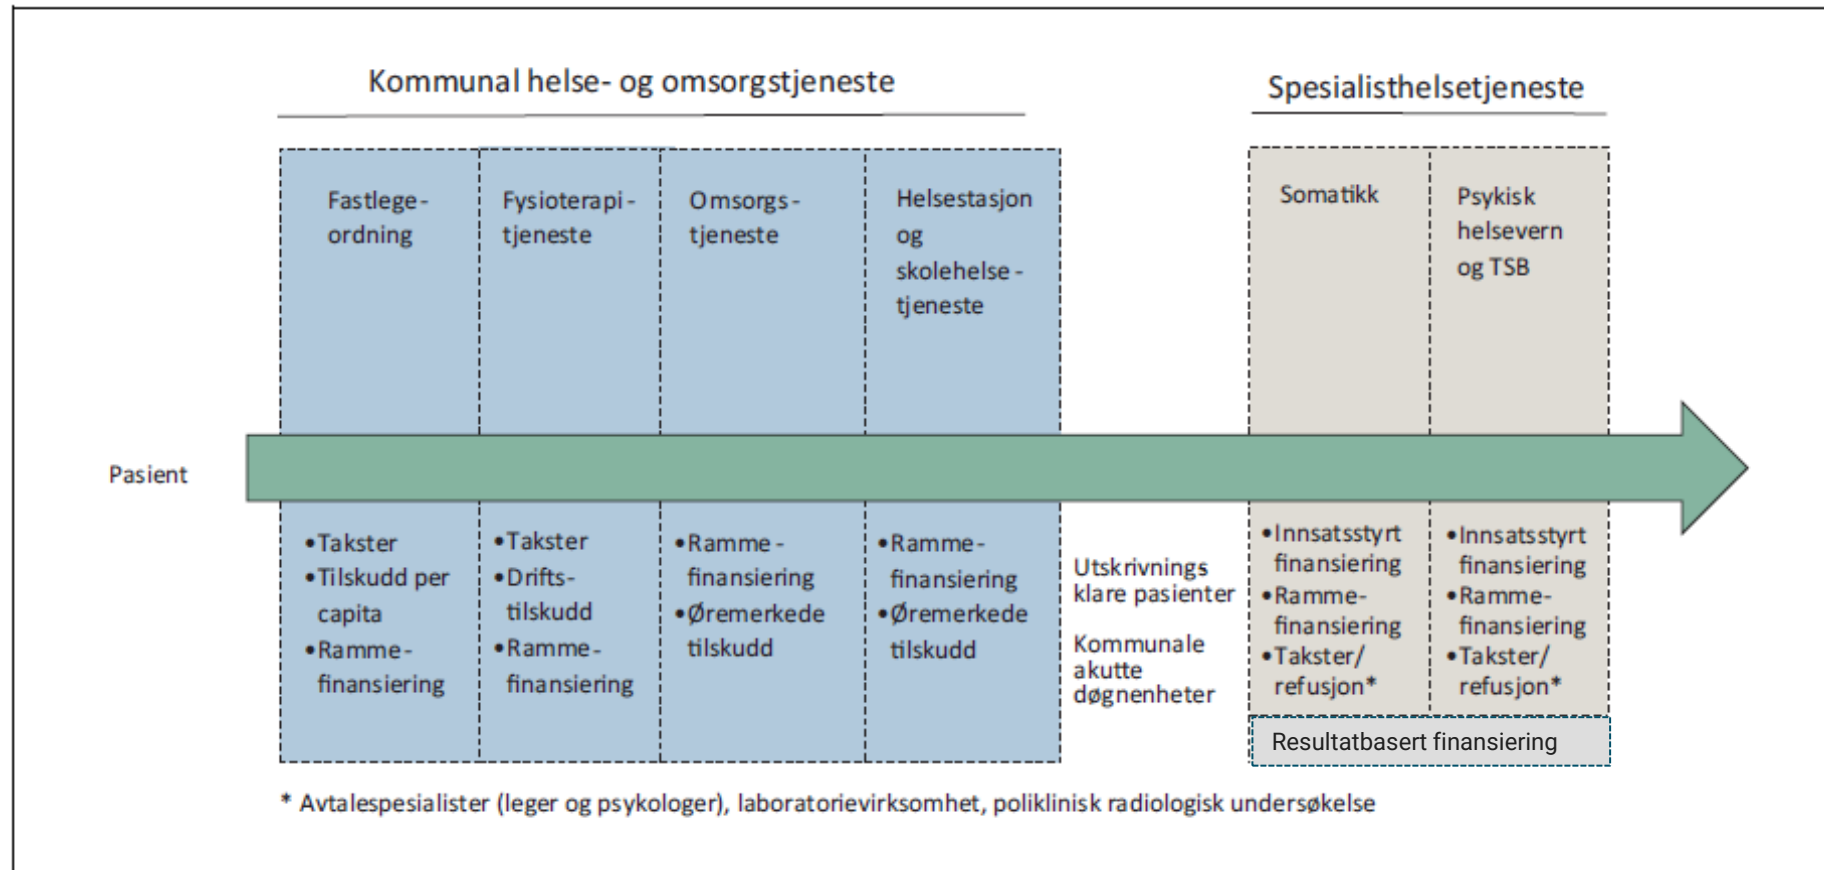 Kommunal helse- og omsorgstjeneste
Spesialisthelsetjeneste
Fastlege-
ordning
Fysioterapi-
tjeneste
Omsorgs-
tjeneste
Helsestasjon
og
skolehelse-
tjeneste
Somatikk
Psykisk
helsevern
og TSB
Pasient
•Takster
•Tilskudd per
capita
•Ramme-
finansiering
•Takster
•Drifts-
tilskudd
•Ramme-
finansiering
•Ramme-
finansiering
•Øremerkede
tilskudd
•Ramme-
finansiering
•Øremerkede
tilskudd
Utskrivnings
klare pasienter
Kommunale
akutte
døgnenheter
•Innsatsstyrt
finansiering
•Ramme-
finansiering
•Takster/
refusjon*
•Innsatsstyrt
finansiering
•Ramme-
finansiering
•Takster/
refusjon*
Resultatbasert finansiering
* Avtalespesialister (leger og psykologer), laboratorievirksomhet, poliklinisk radiologisk undersøkelse